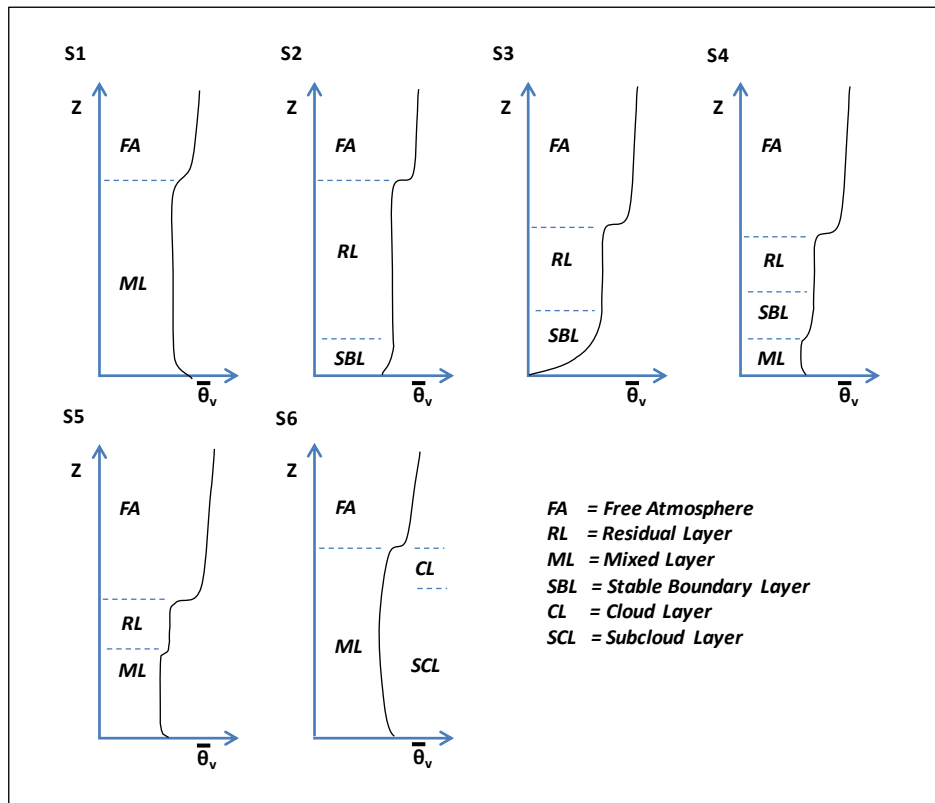 S1
Z
FA
ML
θ̅v
S2
Z
FA
RL
SBL
θ̅v
S3
Z
FA
RL
SBL
θ̅v
S4
Z
FA
RL
SBL
ML
θ̅v
S5
Z
FA
RL
ML
θ̅v
S6
Z
FA
CL
ML
SCL
θ̅v
FA = Free Atmosphere
RL = Residual Layer
ML = Mixed Layer
SBL = Stable Boundary Layer
CL = Cloud Layer
SCL = Subcloud Layer